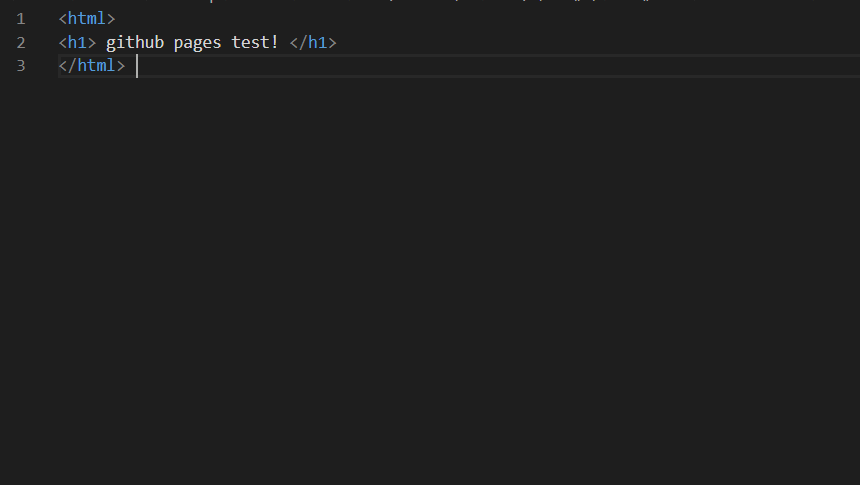 1 <html>
2 <h1> github pages test! </h1>
3 </html>